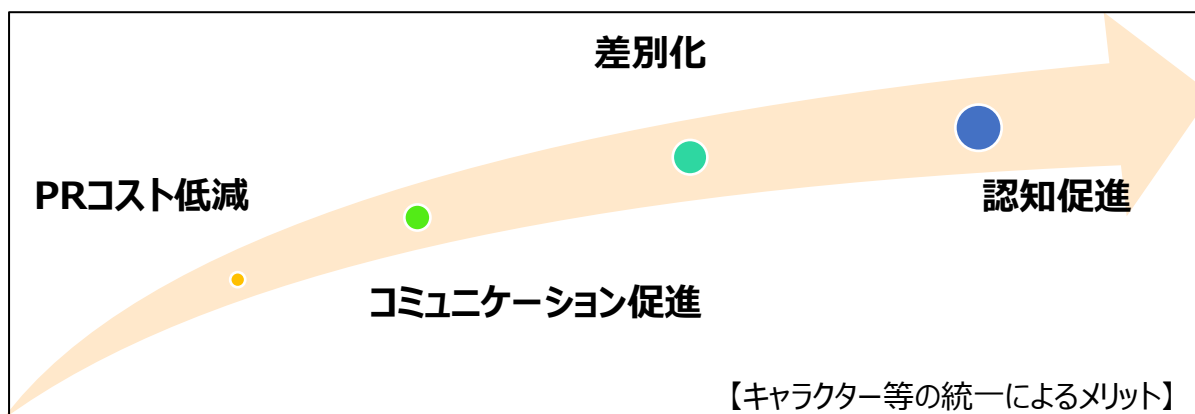 差別化
PRコスト低減
認知促進
コミュニケーション促進
【キャラクター等の統一によるメリット】